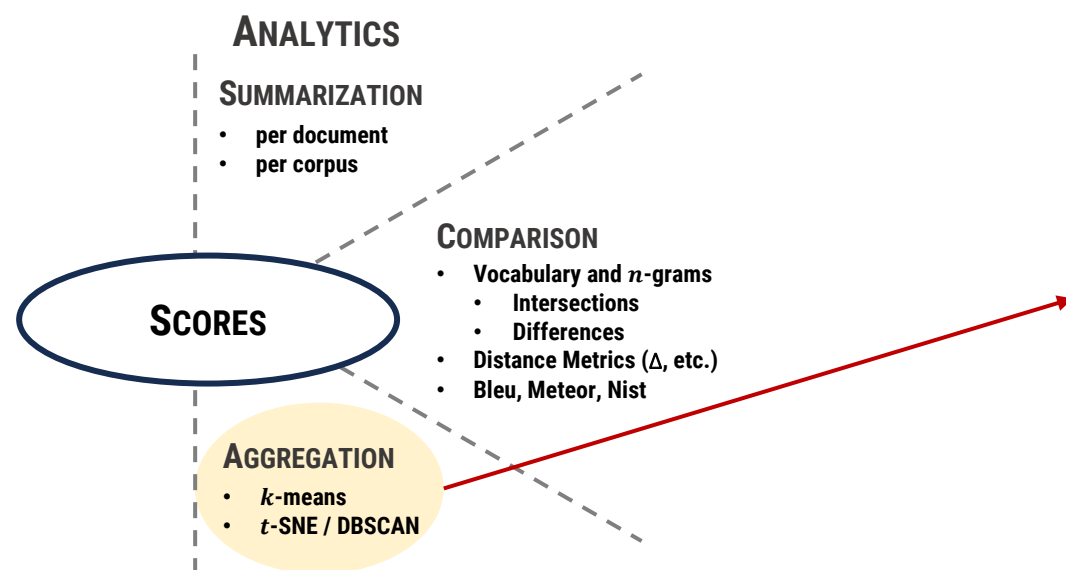 ANALYTICS
SUMMARIZATION
• per document
• per corpus
SCORES
COMPARISON
• Vocabulary and n-grams
• Intersections
• Differences
• Distance Metrics (Δ, etc.)
• Bleu, Meteor, Nist
AGGREGATION
• k-means
• t-SNE / DBSCAN